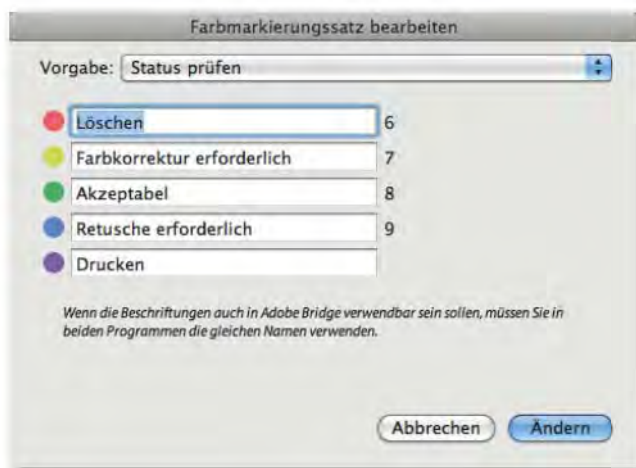 Farbmarkierungssatz bearbeiten
Vorgabe: Status prüfen
Löschen 6
Farbkorrektur erforderlich 7
Akzeptabel 8
Retusche erforderlich 9
Drucken
Wenn die Beschriftungen auch in Adobe Bridge verwendbar sein sollen, müssen Sie in
beiden Programmen die gleichen Namen verwenden.
Abbrechen Ändern